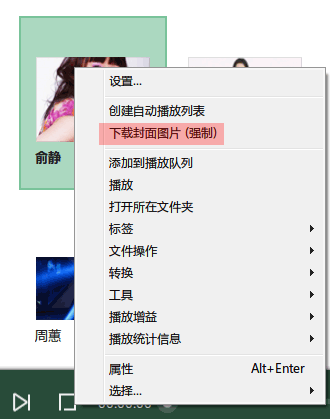 设置...
创建自动播放列表
下载封面图片 (强制)
俞静
添加到播放队列
播放
打开所在文件夹
标签
文件操作
转换
工具
播放增益
周蕙
播放统计信息
属性 Alt+Enter
选择...